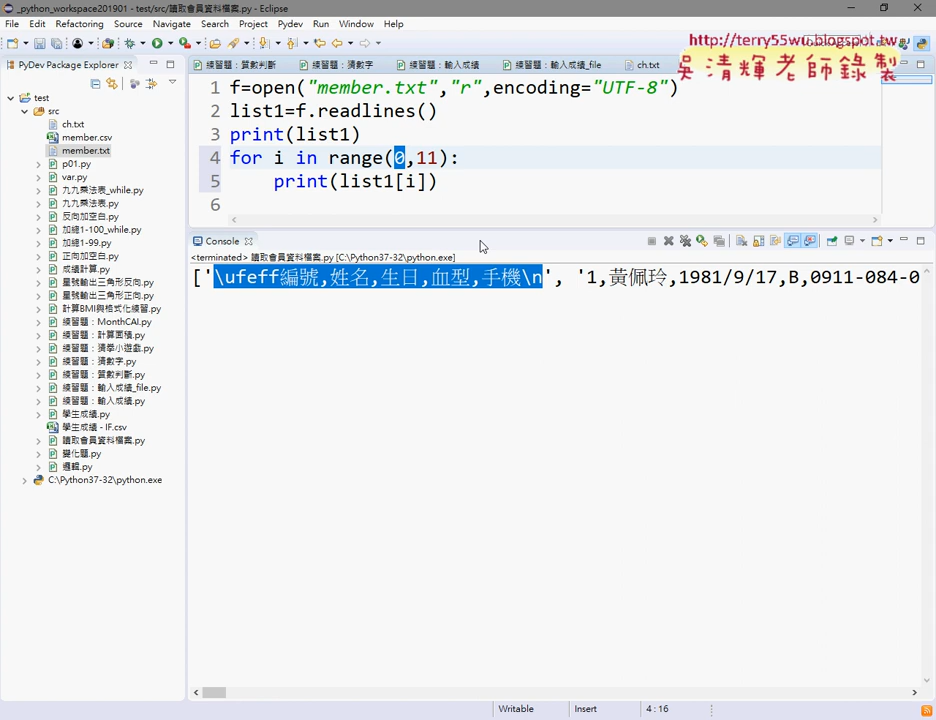 _python_workspace201901 - test/src/讀取會員資料檔案.py - Eclipse
File Edit Refactoring Source Navigate Search Project Pydev Run Window Help
http://terry55wu.blogspot.tw
吳清輝老師錄製
PyDev Package Explorer
練習題：質數判斷 練習題：猜數字 練習題：輸入成績 練習題：輸入成績_file ch.txt
test
src
ch.txt
member.csv
member.txt
p01.py
var.py
九九乘法表_while.py
九九乘法表.py
反向加空白.py
加總1-100_while.py
加總1-99.py
正向加空白.py
成績計算.py
星號輸出三角形反向.py
星號輸出三角形正向.py
計算BMI與格式化練習.py
練習題：MonthCAl.py
練習題：計算面積.py
練習題：猜拳小遊戲.py
練習題：猜數字.py
練習題：質數判斷.py
練習題：輸入成績_file.py
練習題：輸入成績.py
學生成績.py
學生成績 - IF.csv
讀取會員資料檔案.py
變化題.py
邏輯.py
C:\Python37-32\python.exe
1 f=open("member.txt","r",encoding="UTF-8")
2 list1=f.readlines()
3 print(list1)
4 for i in range(0,11):
5     print(list1[i])
6
Console
<terminated> 讀取會員資料檔案.py [C:\Python37-32\python.exe]
['\ufeff編號,姓名,生日,血型,手機\n', '1,黃佩玲,1981/9/17,B,0911-084-0
Writable Insert 4 : 16